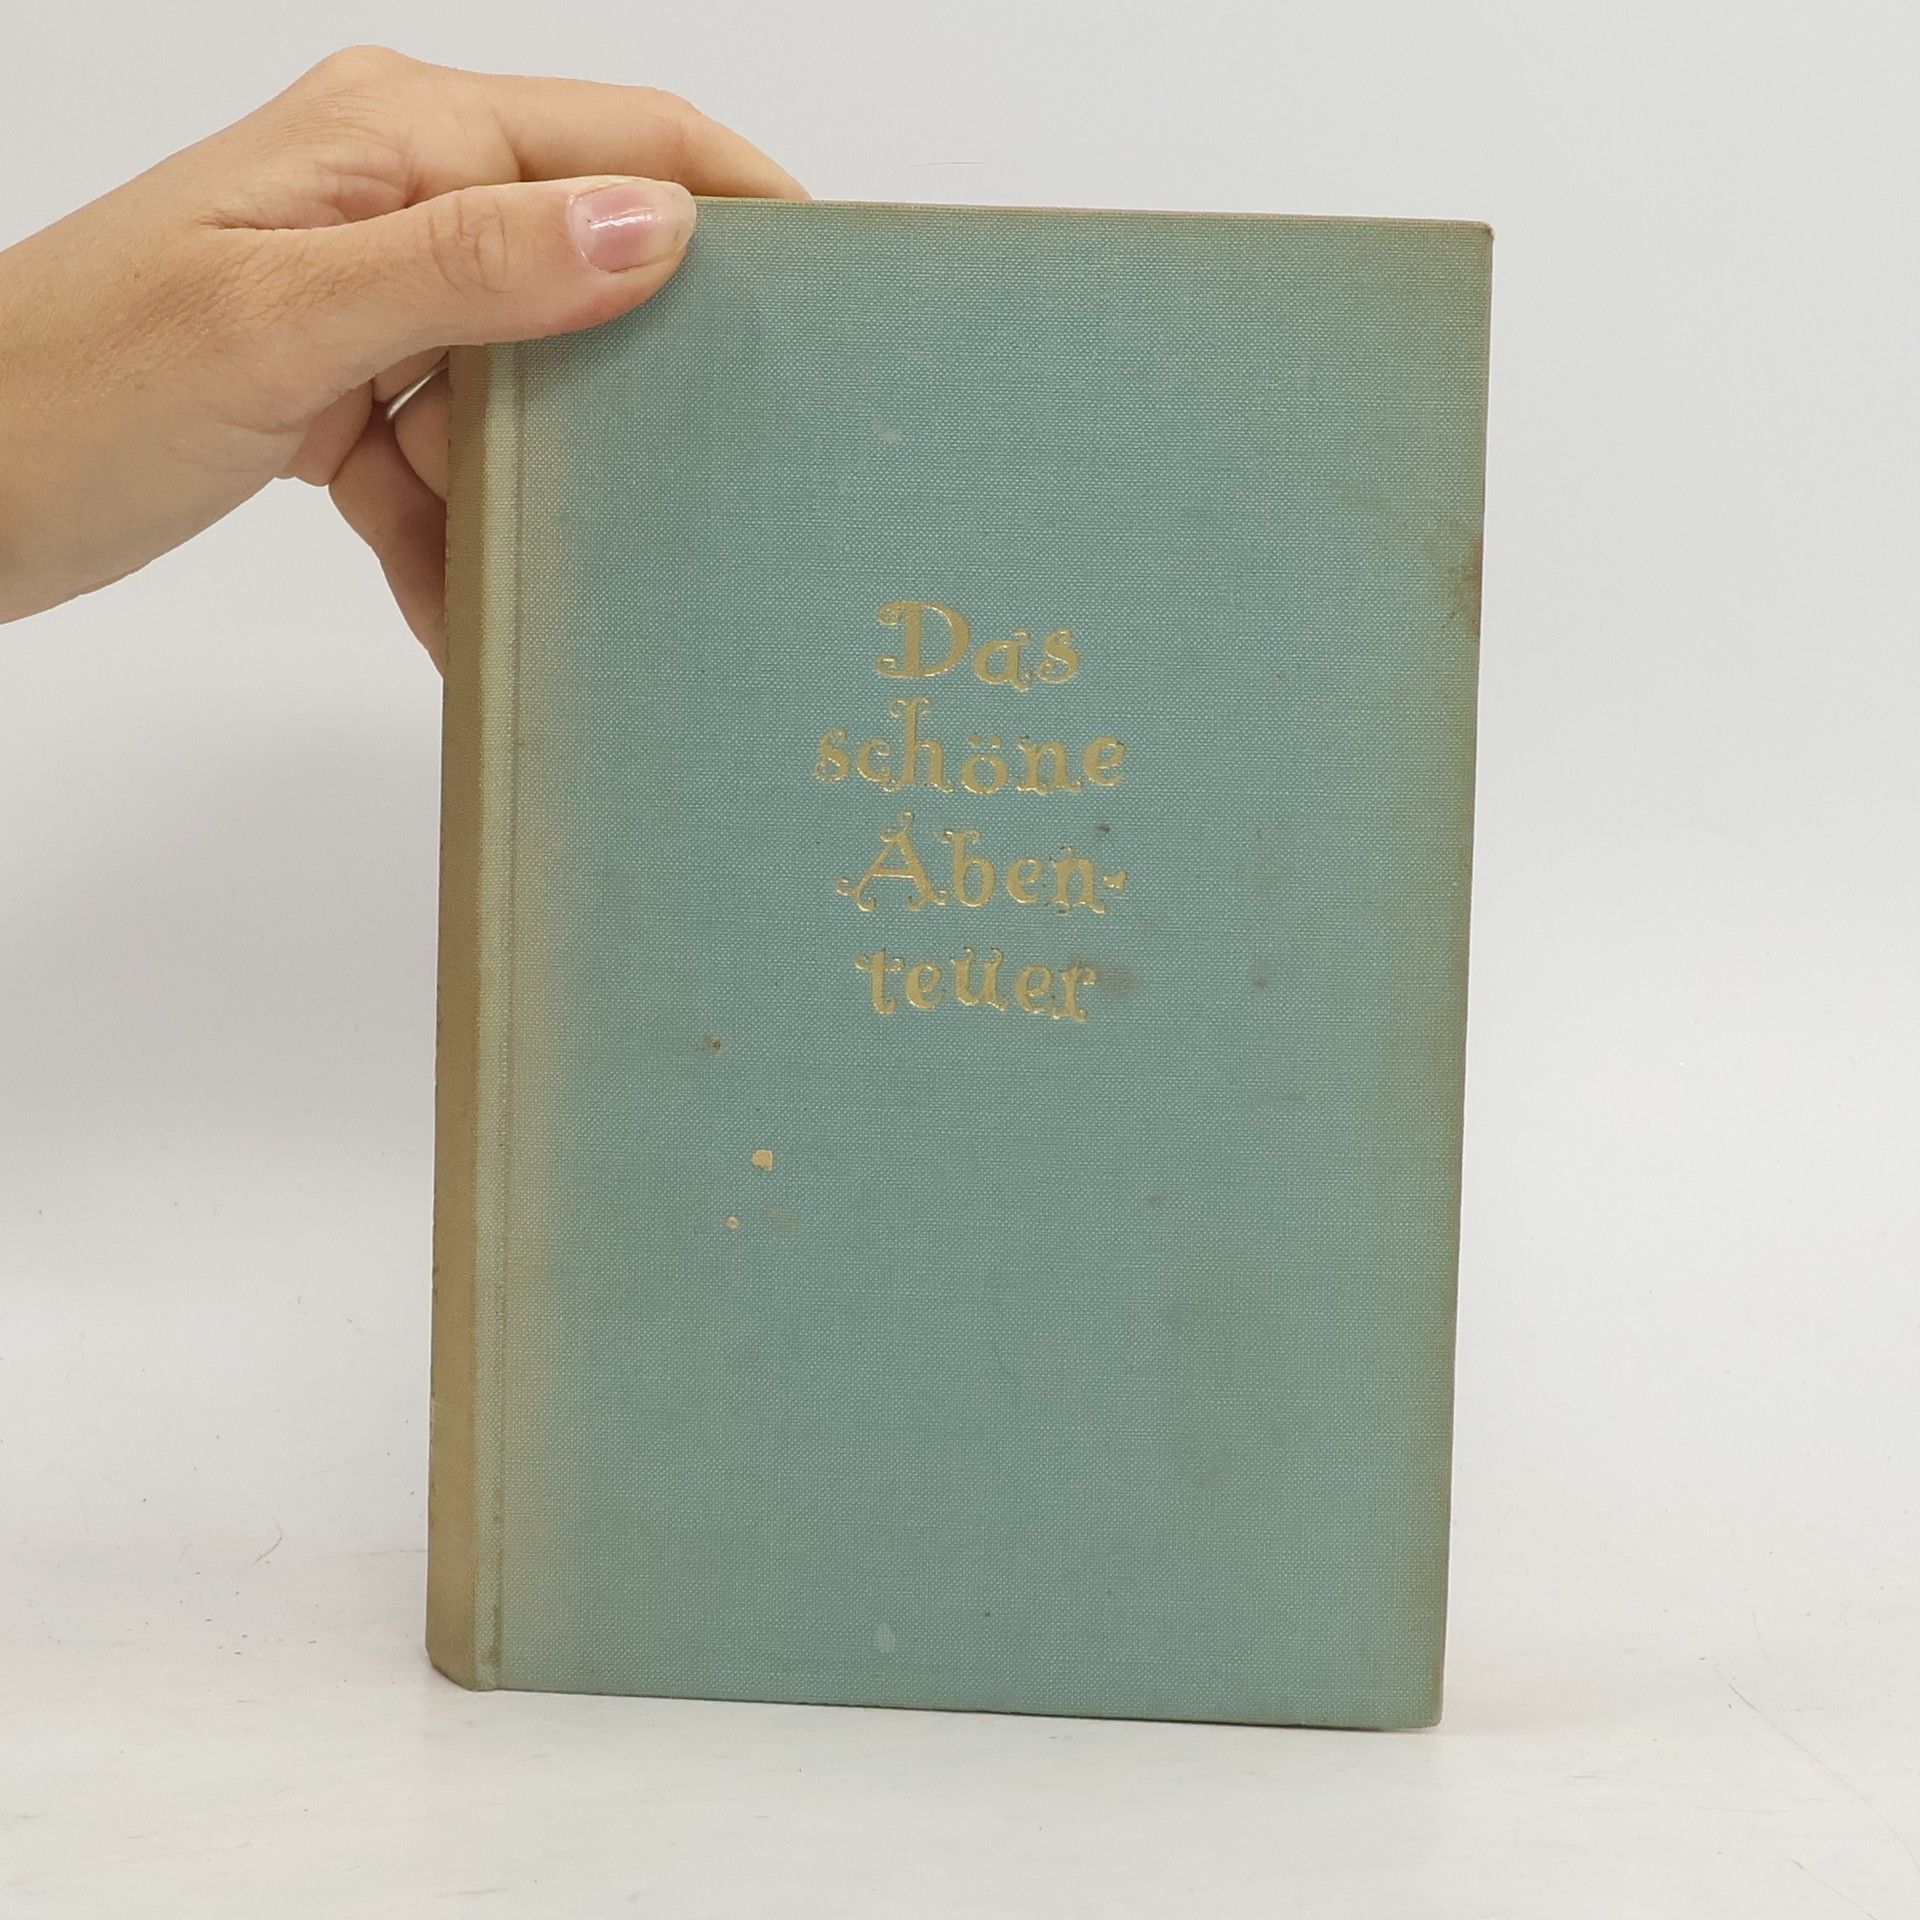 Das
schöne
Aben-
teuer